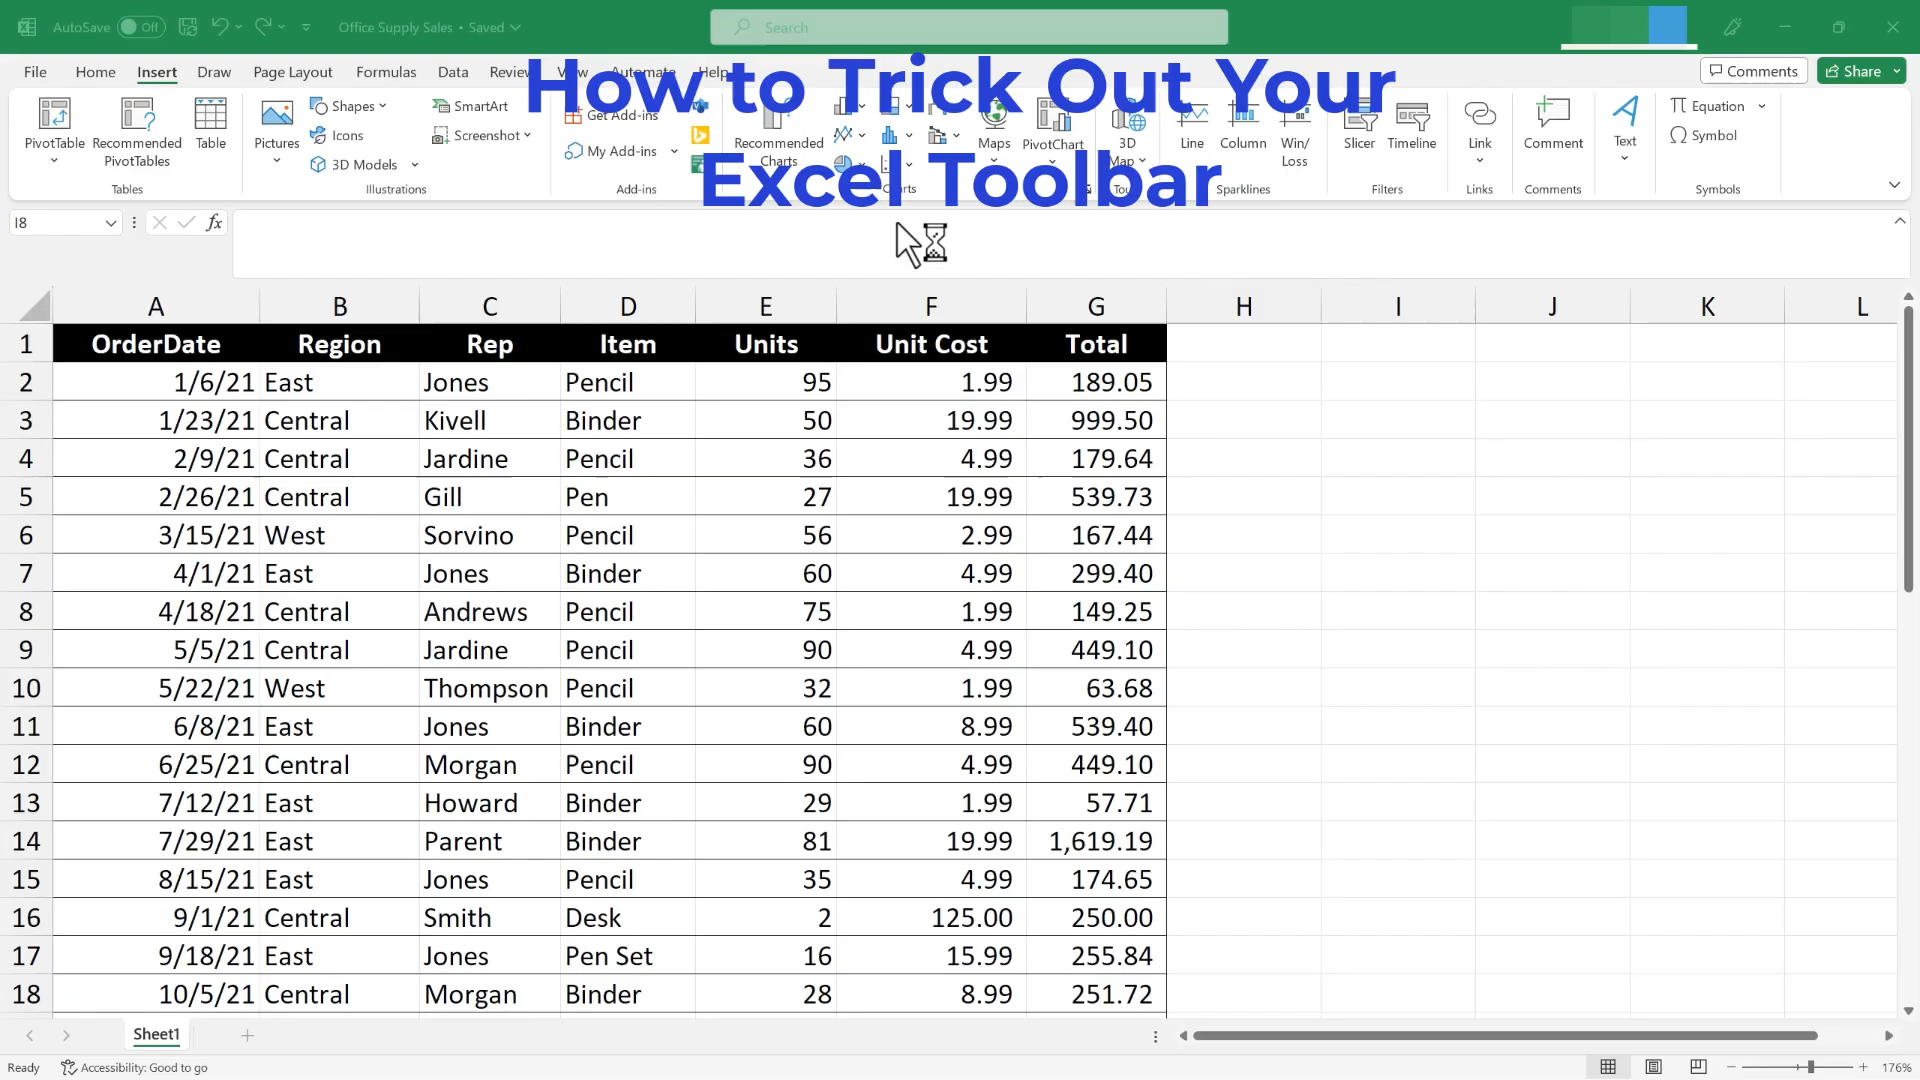 AutoSave Off Office Supply Sales • Saved Search
File Home Insert Draw Page Layout Formulas Data Review View Automate Help Comments Share
How to Trick Out Your
Excel Toolbar
PivotTable Recommended PivotTables Table
Tables
Pictures Shapes Icons 3D Models SmartArt Screenshot
Illustrations
Get Add-ins
My Add-ins
Add-ins
Recommended Charts Maps PivotChart
Charts
3D Map
Tours
Line Column Win/Loss
Sparklines
Slicer Timeline
Filters
Link
Links
Comment
Comments
Text
Equation
Symbol
Symbols
I8 fx
A B C D E F G H I J K L
1 OrderDate Region Rep Item Units Unit Cost Total
2 1/6/21 East Jones Pencil 95 1.99 189.05
3 1/23/21 Central Kivell Binder 50 19.99 999.50
4 2/9/21 Central Jardine Pencil 36 4.99 179.64
5 2/26/21 Central Gill Pen 27 19.99 539.73
6 3/15/21 West Sorvino Pencil 56 2.99 167.44
7 4/1/21 East Jones Binder 60 4.99 299.40
8 4/18/21 Central Andrews Pencil 75 1.99 149.25
9 5/5/21 Central Jardine Pencil 90 4.99 449.10
10 5/22/21 West Thompson Pencil 32 1.99 63.68
11 6/8/21 East Jones Binder 60 8.99 539.40
12 6/25/21 Central Morgan Pencil 90 4.99 449.10
13 7/12/21 East Howard Binder 29 1.99 57.71
14 7/29/21 East Parent Binder 81 19.99 1,619.19
15 8/15/21 East Jones Pencil 35 4.99 174.65
16 9/1/21 Central Smith Desk 2 125.00 250.00
17 9/18/21 East Jones Pen Set 16 15.99 255.84
18 10/5/21 Central Morgan Binder 28 8.99 251.72
Sheet1
Ready Accessibility: Good to go 176%